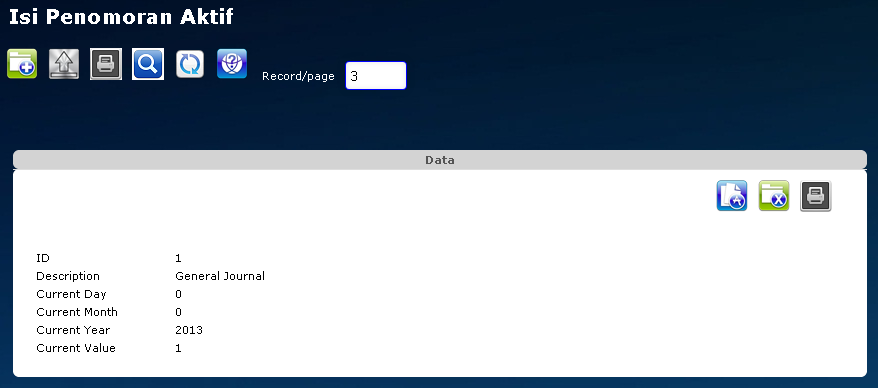 Isi Penomoran Aktif
Record/page 3
Data
ID 1
Description General Journal
Current Day 0
Current Month 0
Current Year 2013
Current Value 1